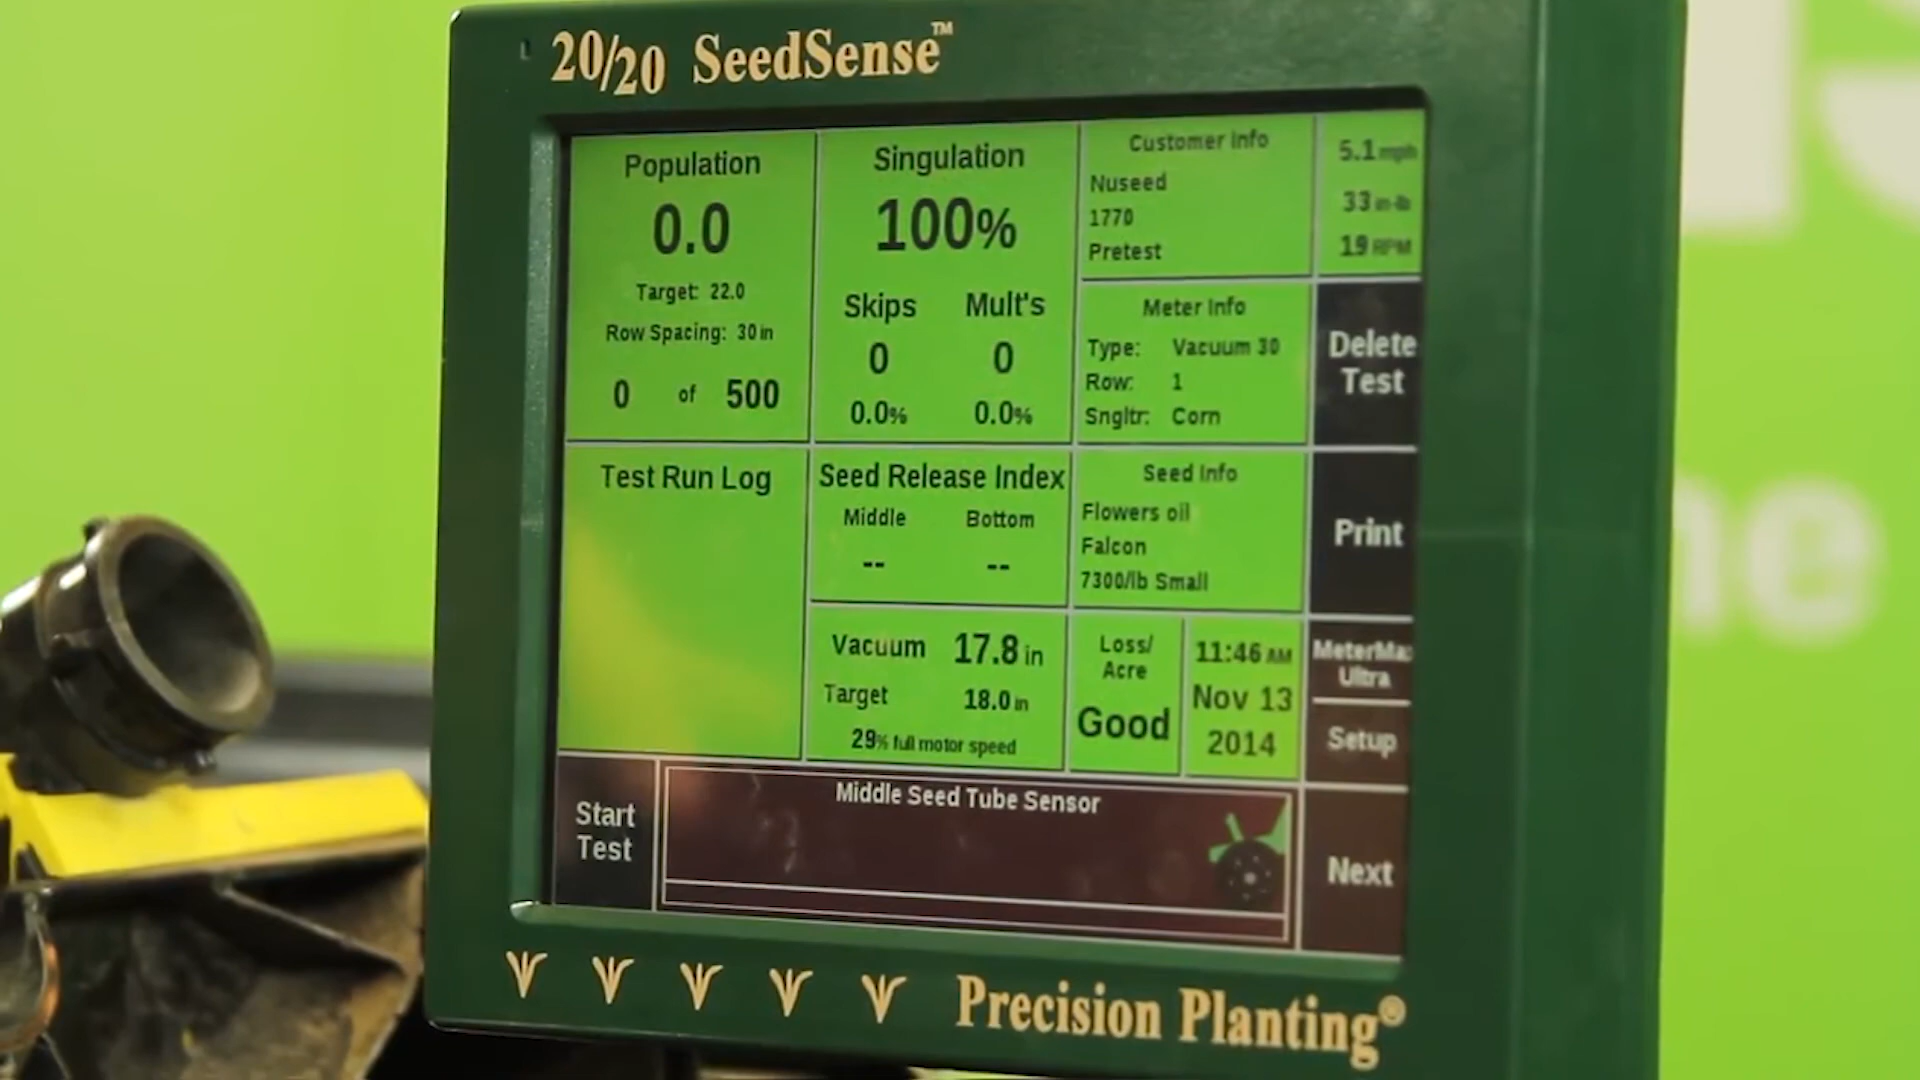 20/20 SeedSense™
Population
0.0
Target: 22.0
Row Spacing: 30 in
0 of 500
Singulation
100%
Skips Mult's
0 0
0.0% 0.0%
Customer Info
Nuseed
1770
Pretest
5.1 mph
33 in-lb
19 RPM
Meter Info
Type: Vacuum 30
Row: 1
Sngltr: Corn
Delete
Test
Test Run Log
Seed Release Index
Middle Bottom
-- --
Seed Info
Flowers oil
Falcon
7300/lb Small
Print
Vacuum 17.8 in
Target 18.0 in
29% full motor speed
Loss/
Acre
Good
11:46 AM
Nov 13
2014
MeterMax
Ultra
Setup
Start
Test
Middle Seed Tube Sensor
Next
Precision Planting®